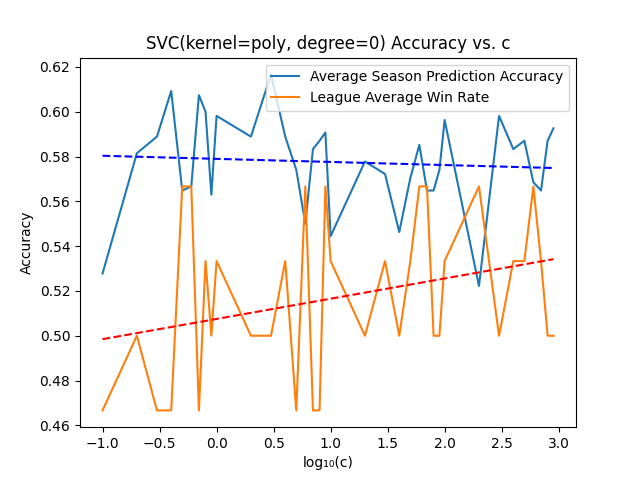 SVC(kernel=poly, degree=0) Accuracy vs. c
Average Season Prediction Accuracy
League Average Win Rate
Accuracy
0.62
0.60
0.58
0.56
0.54
0.52
0.50
0.48
0.46
−1.0 −0.5 0.0 0.5 1.0 1.5 2.0 2.5 3.0
log₁₀(c)